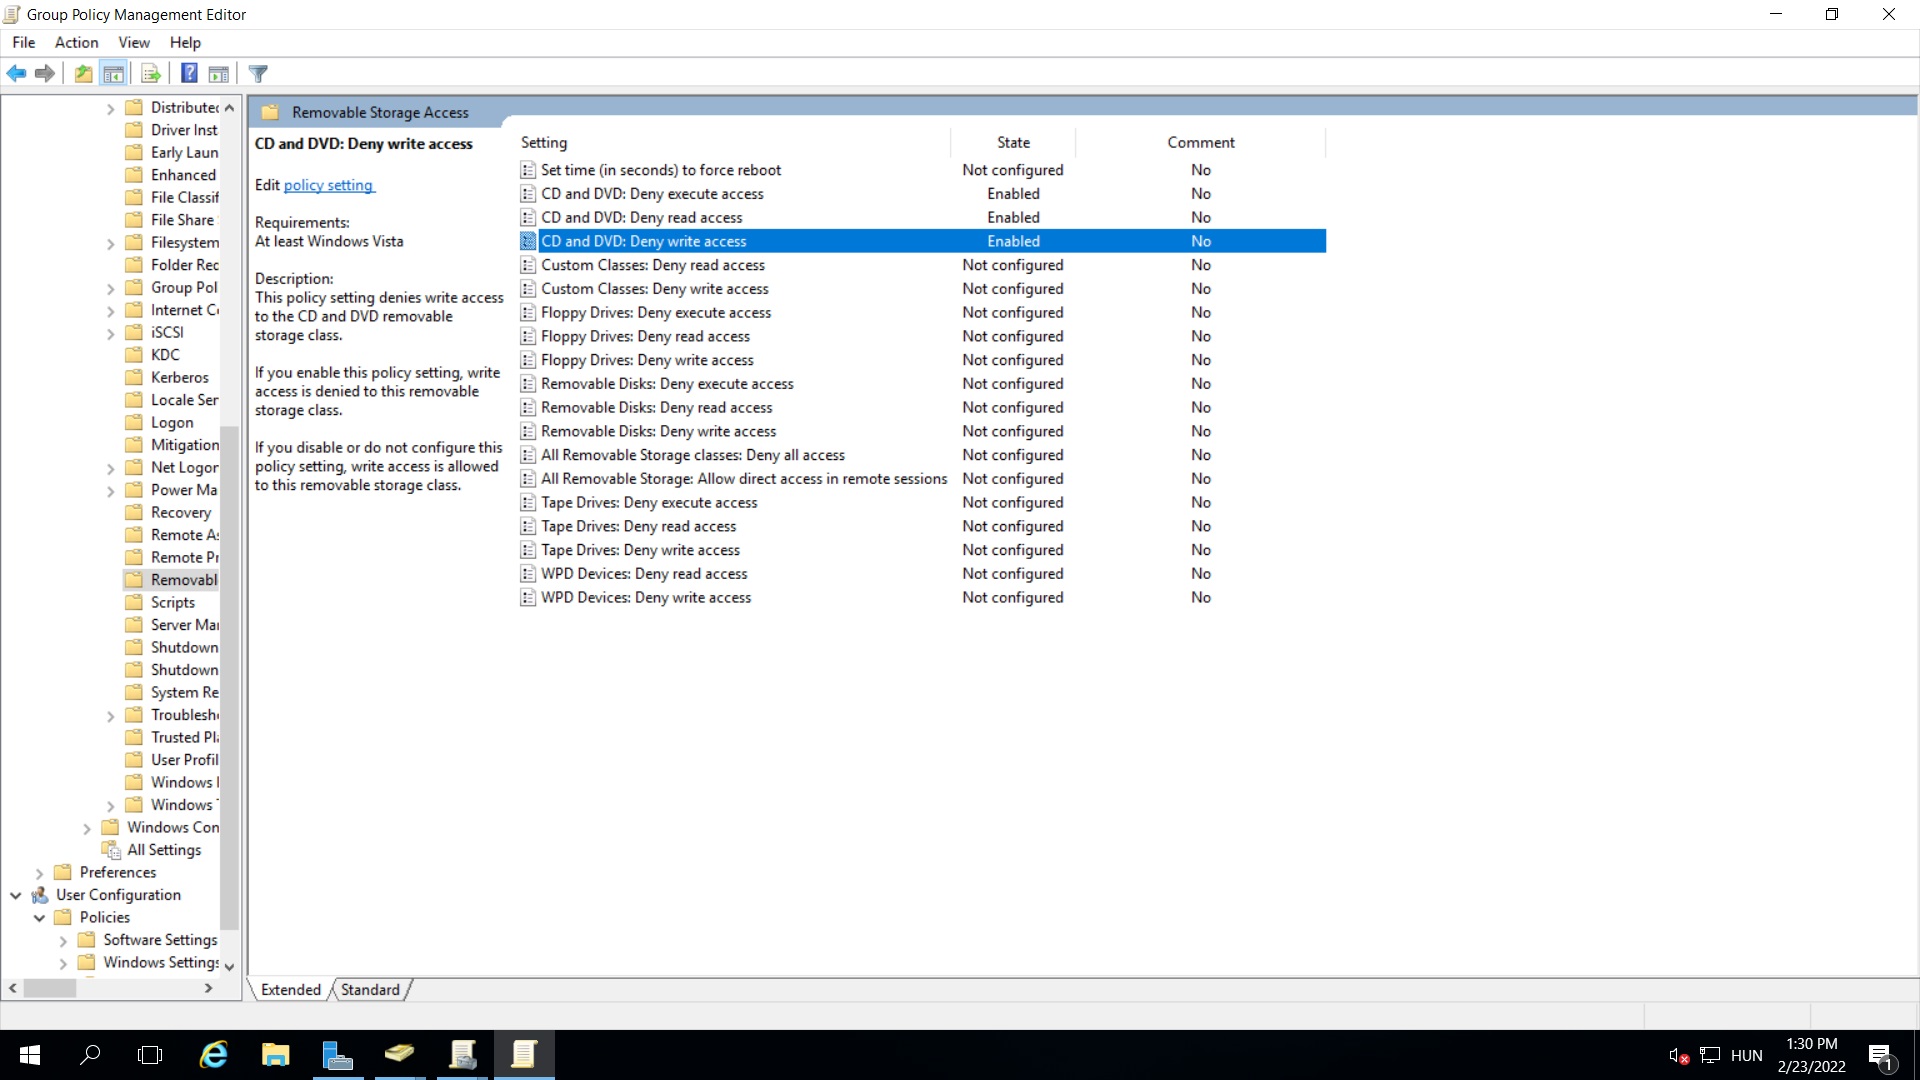 Group Policy Management Editor
File Action View Help
Distributed
Driver Inst
Early Laun
Enhanced
File Classif
File Share
Filesystem
Folder Red
Group Pol
Internet C
iSCSI
KDC
Kerberos
Locale Ser
Logon
Mitigation
Net Logon
Power Ma
Recovery
Remote As
Remote Pr
Removabl
Scripts
Server Mar
Shutdown
Shutdown
System Re
Troublesh
Trusted Pla
User Profil
Windows
Windows
Windows Con
All Settings
Preferences
User Configuration
Policies
Software Settings
Windows Settings
Removable Storage Access
CD and DVD: Deny write access
Edit policy setting
Requirements:
At least Windows Vista
Description:
This policy setting denies write access
to the CD and DVD removable
storage class.
If you enable this policy setting, write
access is denied to this removable
storage class.
If you disable or do not configure this
policy setting, write access is allowed
to this removable storage class.
Setting State Comment
Set time (in seconds) to force reboot Not configured No
CD and DVD: Deny execute access Enabled No
CD and DVD: Deny read access Enabled No
CD and DVD: Deny write access Enabled No
Custom Classes: Deny read access Not configured No
Custom Classes: Deny write access Not configured No
Floppy Drives: Deny execute access Not configured No
Floppy Drives: Deny read access Not configured No
Floppy Drives: Deny write access Not configured No
Removable Disks: Deny execute access Not configured No
Removable Disks: Deny read access Not configured No
Removable Disks: Deny write access Not configured No
All Removable Storage classes: Deny all access Not configured No
All Removable Storage: Allow direct access in remote sessions Not configured No
Tape Drives: Deny execute access Not configured No
Tape Drives: Deny read access Not configured No
Tape Drives: Deny write access Not configured No
WPD Devices: Deny read access Not configured No
WPD Devices: Deny write access Not configured No
Extended Standard
HUN
1:30 PM
2/23/2022
1